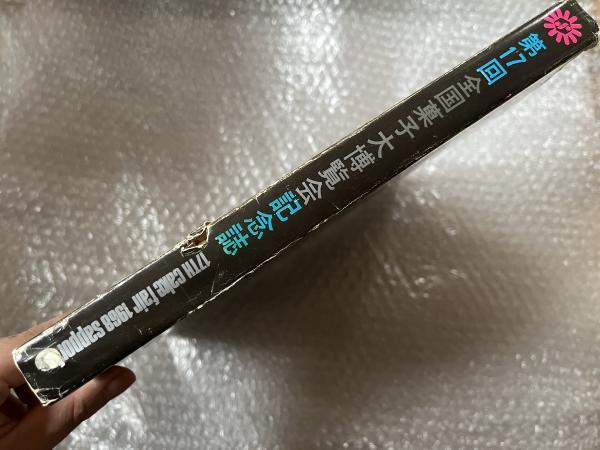 第17回 全国菓子大博覧会 記念誌
17TH cake fair 1968 sapporo